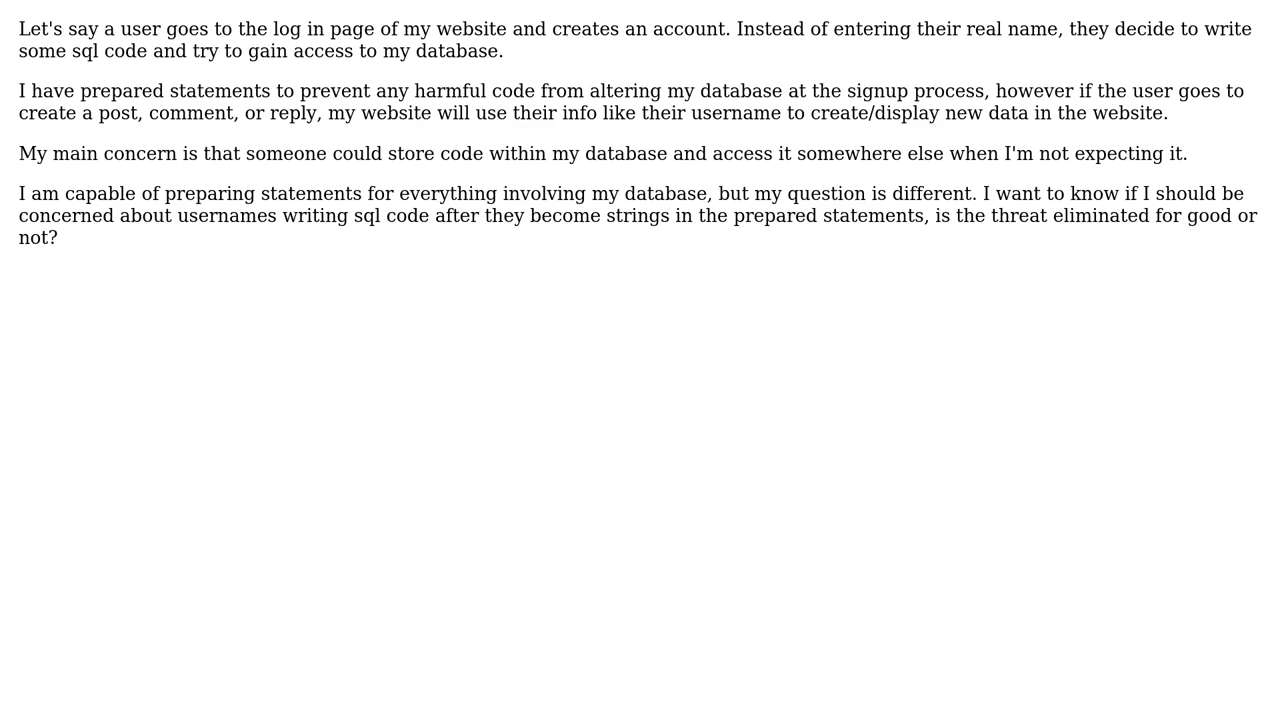 Let's say a user goes to the log in page of my website and creates an account. Instead of entering their real name, they decide to write
some sql code and try to gain access to my database.
I have prepared statements to prevent any harmful code from altering my database at the signup process, however if the user goes to
create a post, comment, or reply, my website will use their info like their username to create/display new data in the website.
My main concern is that someone could store code within my database and access it somewhere else when I'm not expecting it.
I am capable of preparing statements for everything involving my database, but my question is different. I want to know if I should be
concerned about usernames writing sql code after they become strings in the prepared statements, is the threat eliminated for good or
not?